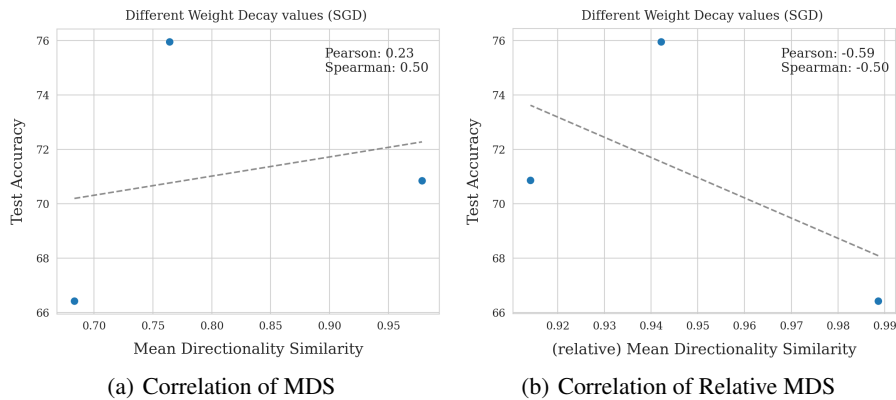 Different Weight Decay values (SGD)
Pearson: 0.23
Spearman: 0.50
Test Accuracy
76
74
72
70
68
66
0.70 0.75 0.80 0.85 0.90 0.95
Mean Directionality Similarity
(a) Correlation of MDS
Different Weight Decay values (SGD)
Pearson: -0.59
Spearman: -0.50
Test Accuracy
76
74
72
70
68
66
0.92 0.93 0.94 0.95 0.96 0.97 0.98 0.99
(relative) Mean Directionality Similarity
(b) Correlation of Relative MDS